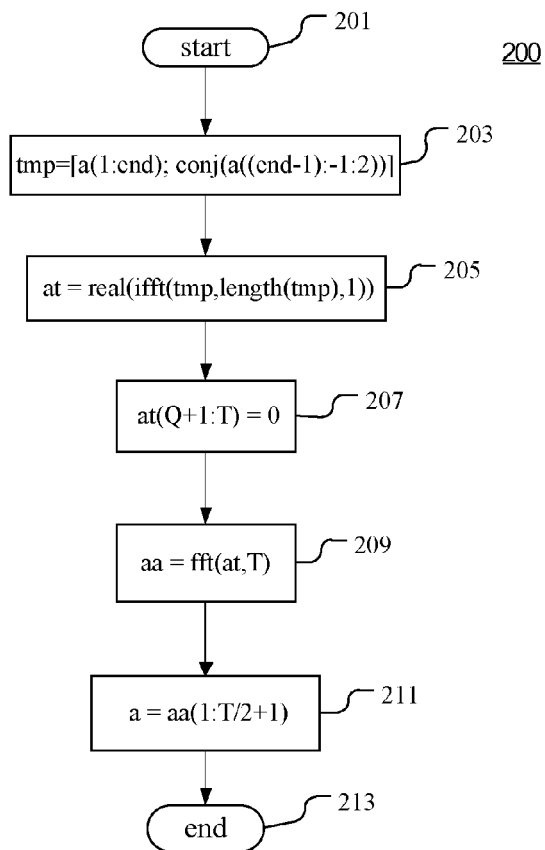 201
start
200
203
tmp=[a(1:cnd); conj(a((cnd-1):-1:2))]
205
at = real(ifft(tmp,length(tmp),1))
207
at(Q+1:T) = 0
209
aa = fft(at,T)
211
a = aa(1:T/2+1)
213
end